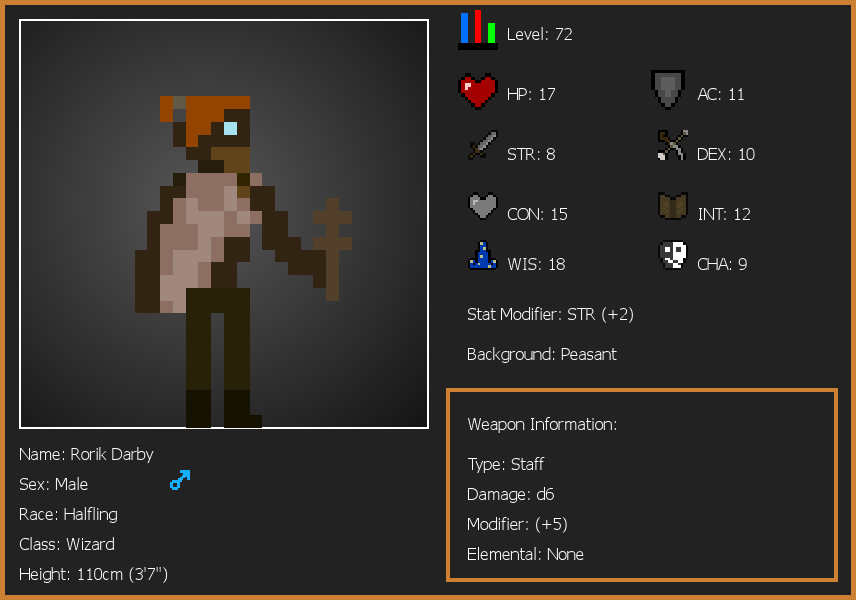 Level: 72
HP: 17
AC: 11
STR: 8
DEX: 10
CON: 15
INT: 12
WIS: 18
CHA: 9
Stat Modifier: STR (+2)
Background: Peasant
Weapon Information:
Type: Staff
Damage: d6
Modifier: (+5)
Elemental: None
Name: Rorik Darby
Sex: Male
Race: Halfling
Class: Wizard
Height: 110cm (3'7")